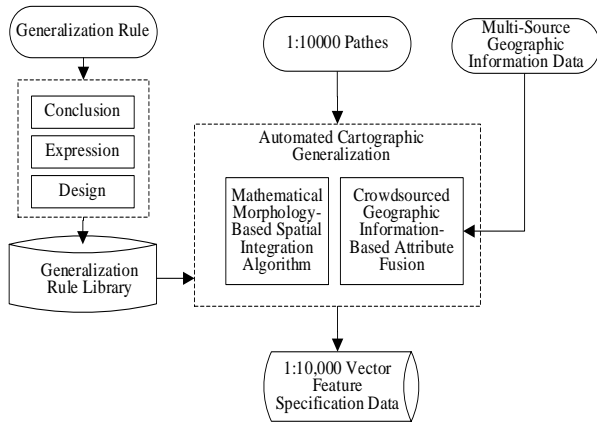 Generalization Rule
Conclusion
Expression
Design
Generalization
Rule Library
1:10000 Pathes
Multi-Source
Geographic
Information Data
Automated Cartographic
Generalization
Mathematical
Morphology-
Based Spatial
Integration
Algorithm
Crowdsourced
Geographic
Information-
Based Attribute
Fusion
1:10,000 Vector
Feature
Specification Data